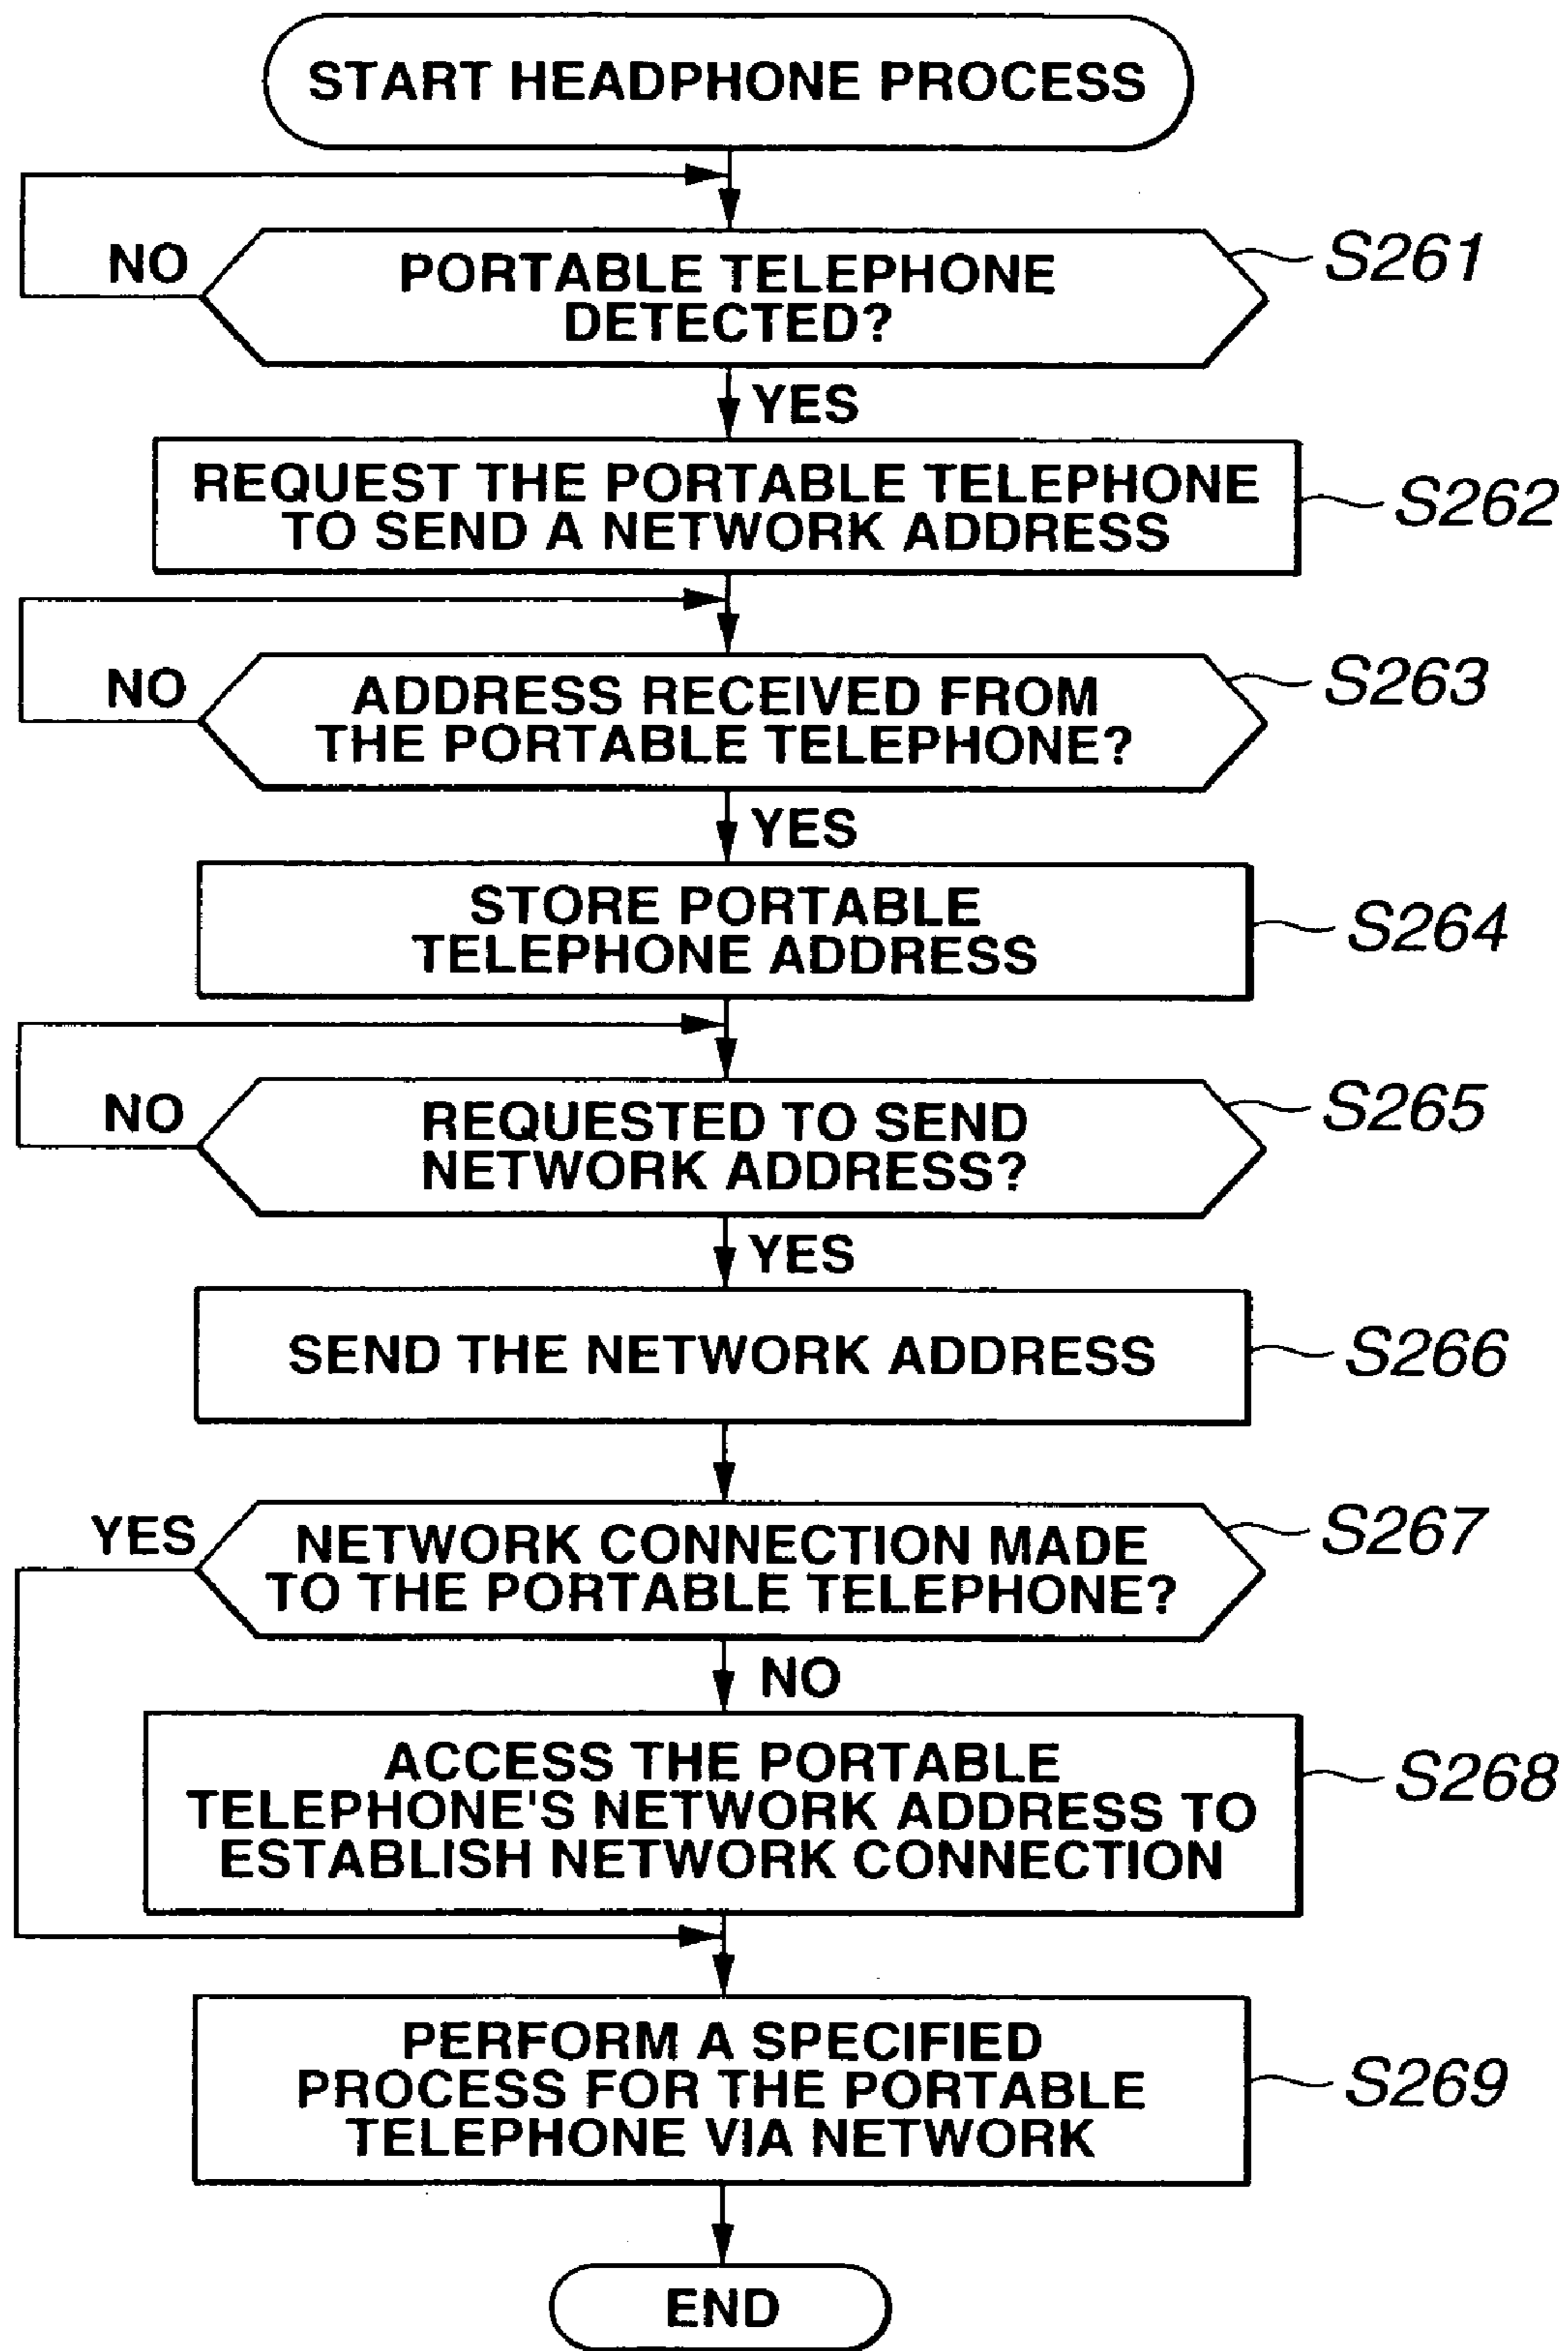 START HEADPHONE PROCESS
NO
PORTABLE TELEPHONE
DETECTED?
S261
YES
REQUEST THE PORTABLE TELEPHONE
TO SEND A NETWORK ADDRESS
S262
NO
ADDRESS RECEIVED FROM
THE PORTABLE TELEPHONE?
S263
YES
STORE PORTABLE
TELEPHONE ADDRESS
S264
NO
REQUESTED TO SEND
NETWORK ADDRESS?
S265
YES
SEND THE NETWORK ADDRESS
S266
YES
NETWORK CONNECTION MADE
TO THE PORTABLE TELEPHONE?
S267
NO
ACCESS THE PORTABLE
TELEPHONE'S NETWORK ADDRESS TO
ESTABLISH NETWORK CONNECTION
S268
PERFORM A SPECIFIED
PROCESS FOR THE PORTABLE
TELEPHONE VIA NETWORK
S269
END